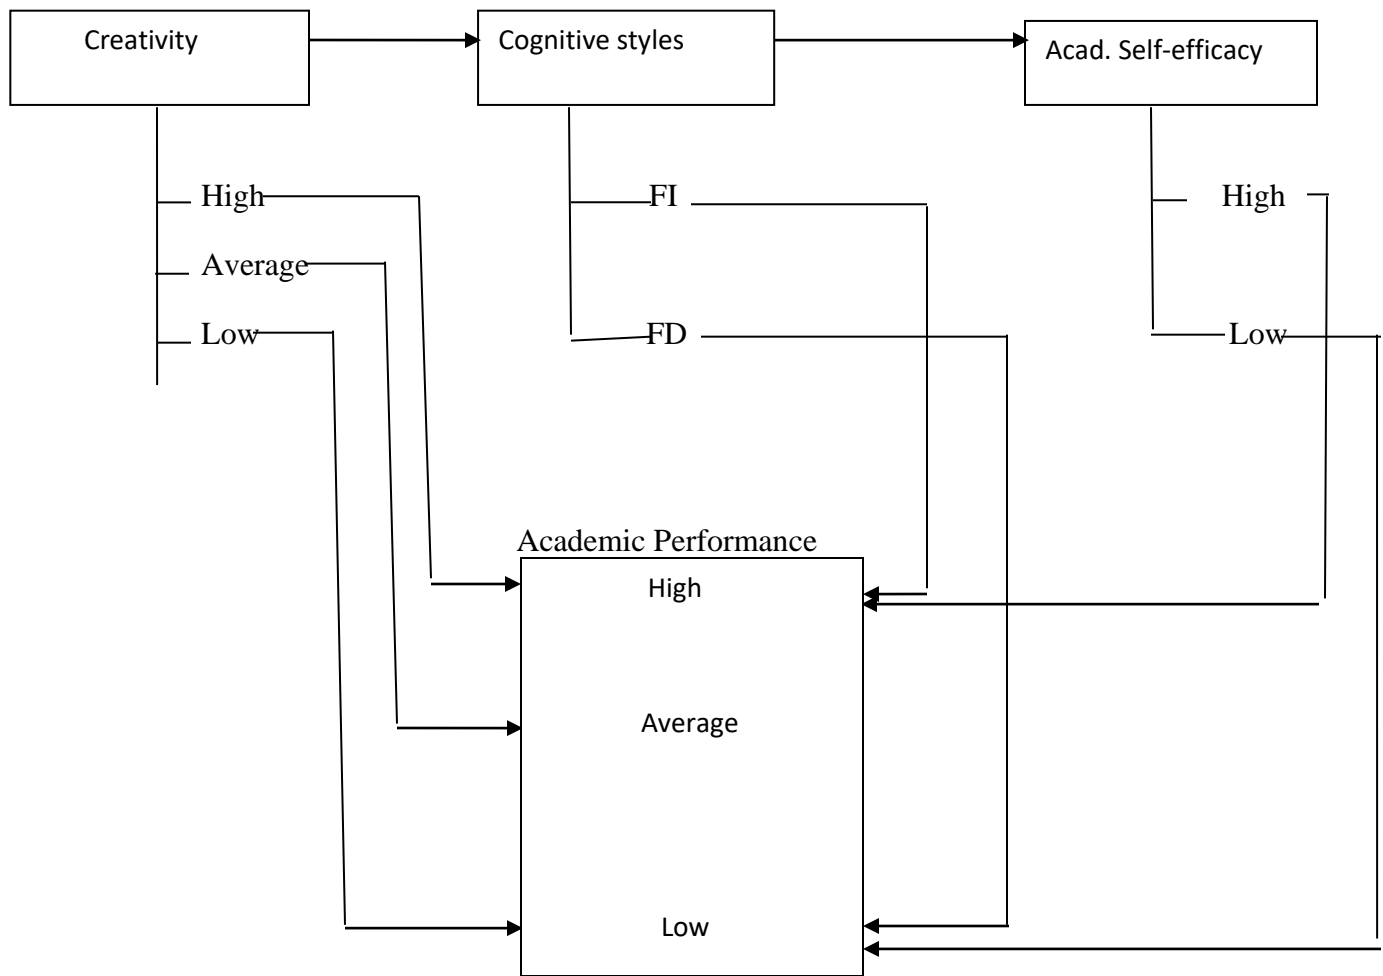 Creativity
Cognitive styles
Acad. Self-efficacy
High
FI
High
Average
Low
FD
Low
Academic Performance
High
Average
Low